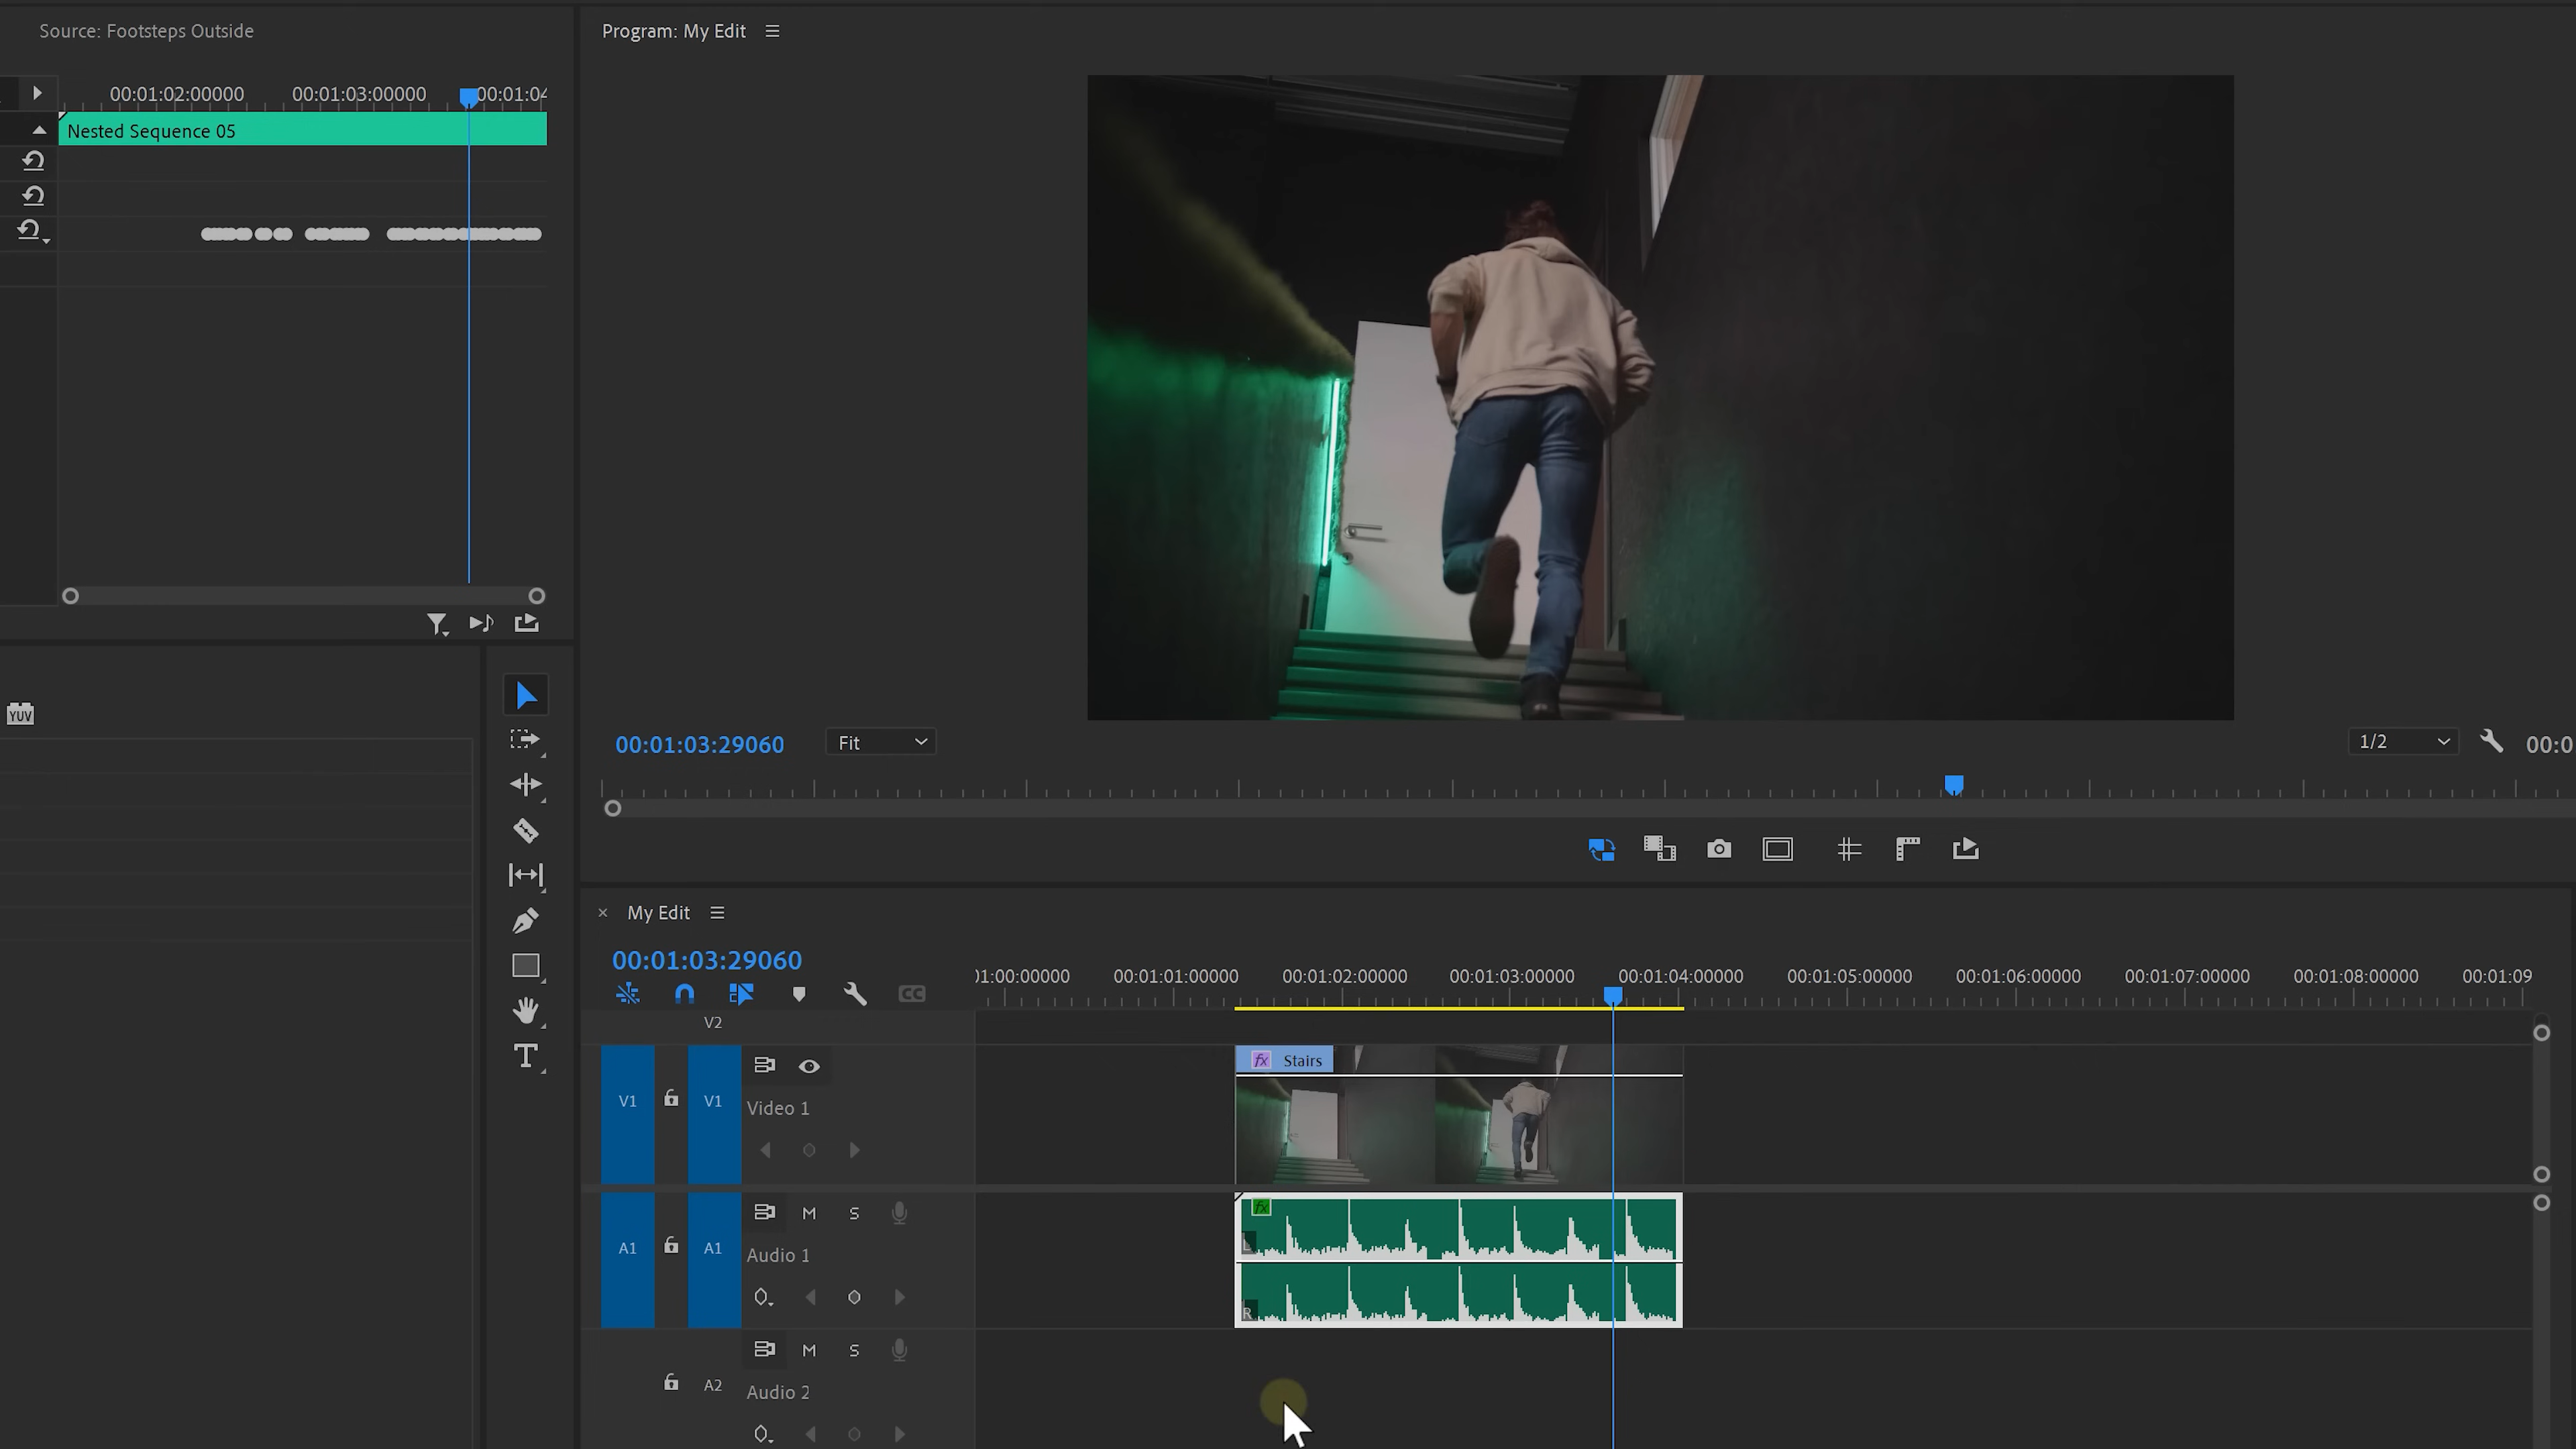 Source: Footsteps Outside
Program: My Edit
00:01:02:00000 00:01:03:00000 00:01:04
Nested Sequence 05
YUV
00:01:03:29060 Fit 1/2 00:0
My Edit
00:01:03:29060
01:00:00000 00:01:01:00000 00:01:02:00000 00:01:03:00000 00:01:04:00000 00:01:05:00000 00:01:06:00000 00:01:07:00000 00:01:08:00000 00:01:09
CC
V2
fx Stairs
V1 V1 Video 1
fx
M S
L
A1 A1 Audio 1
R
M S
A2 Audio 2
T